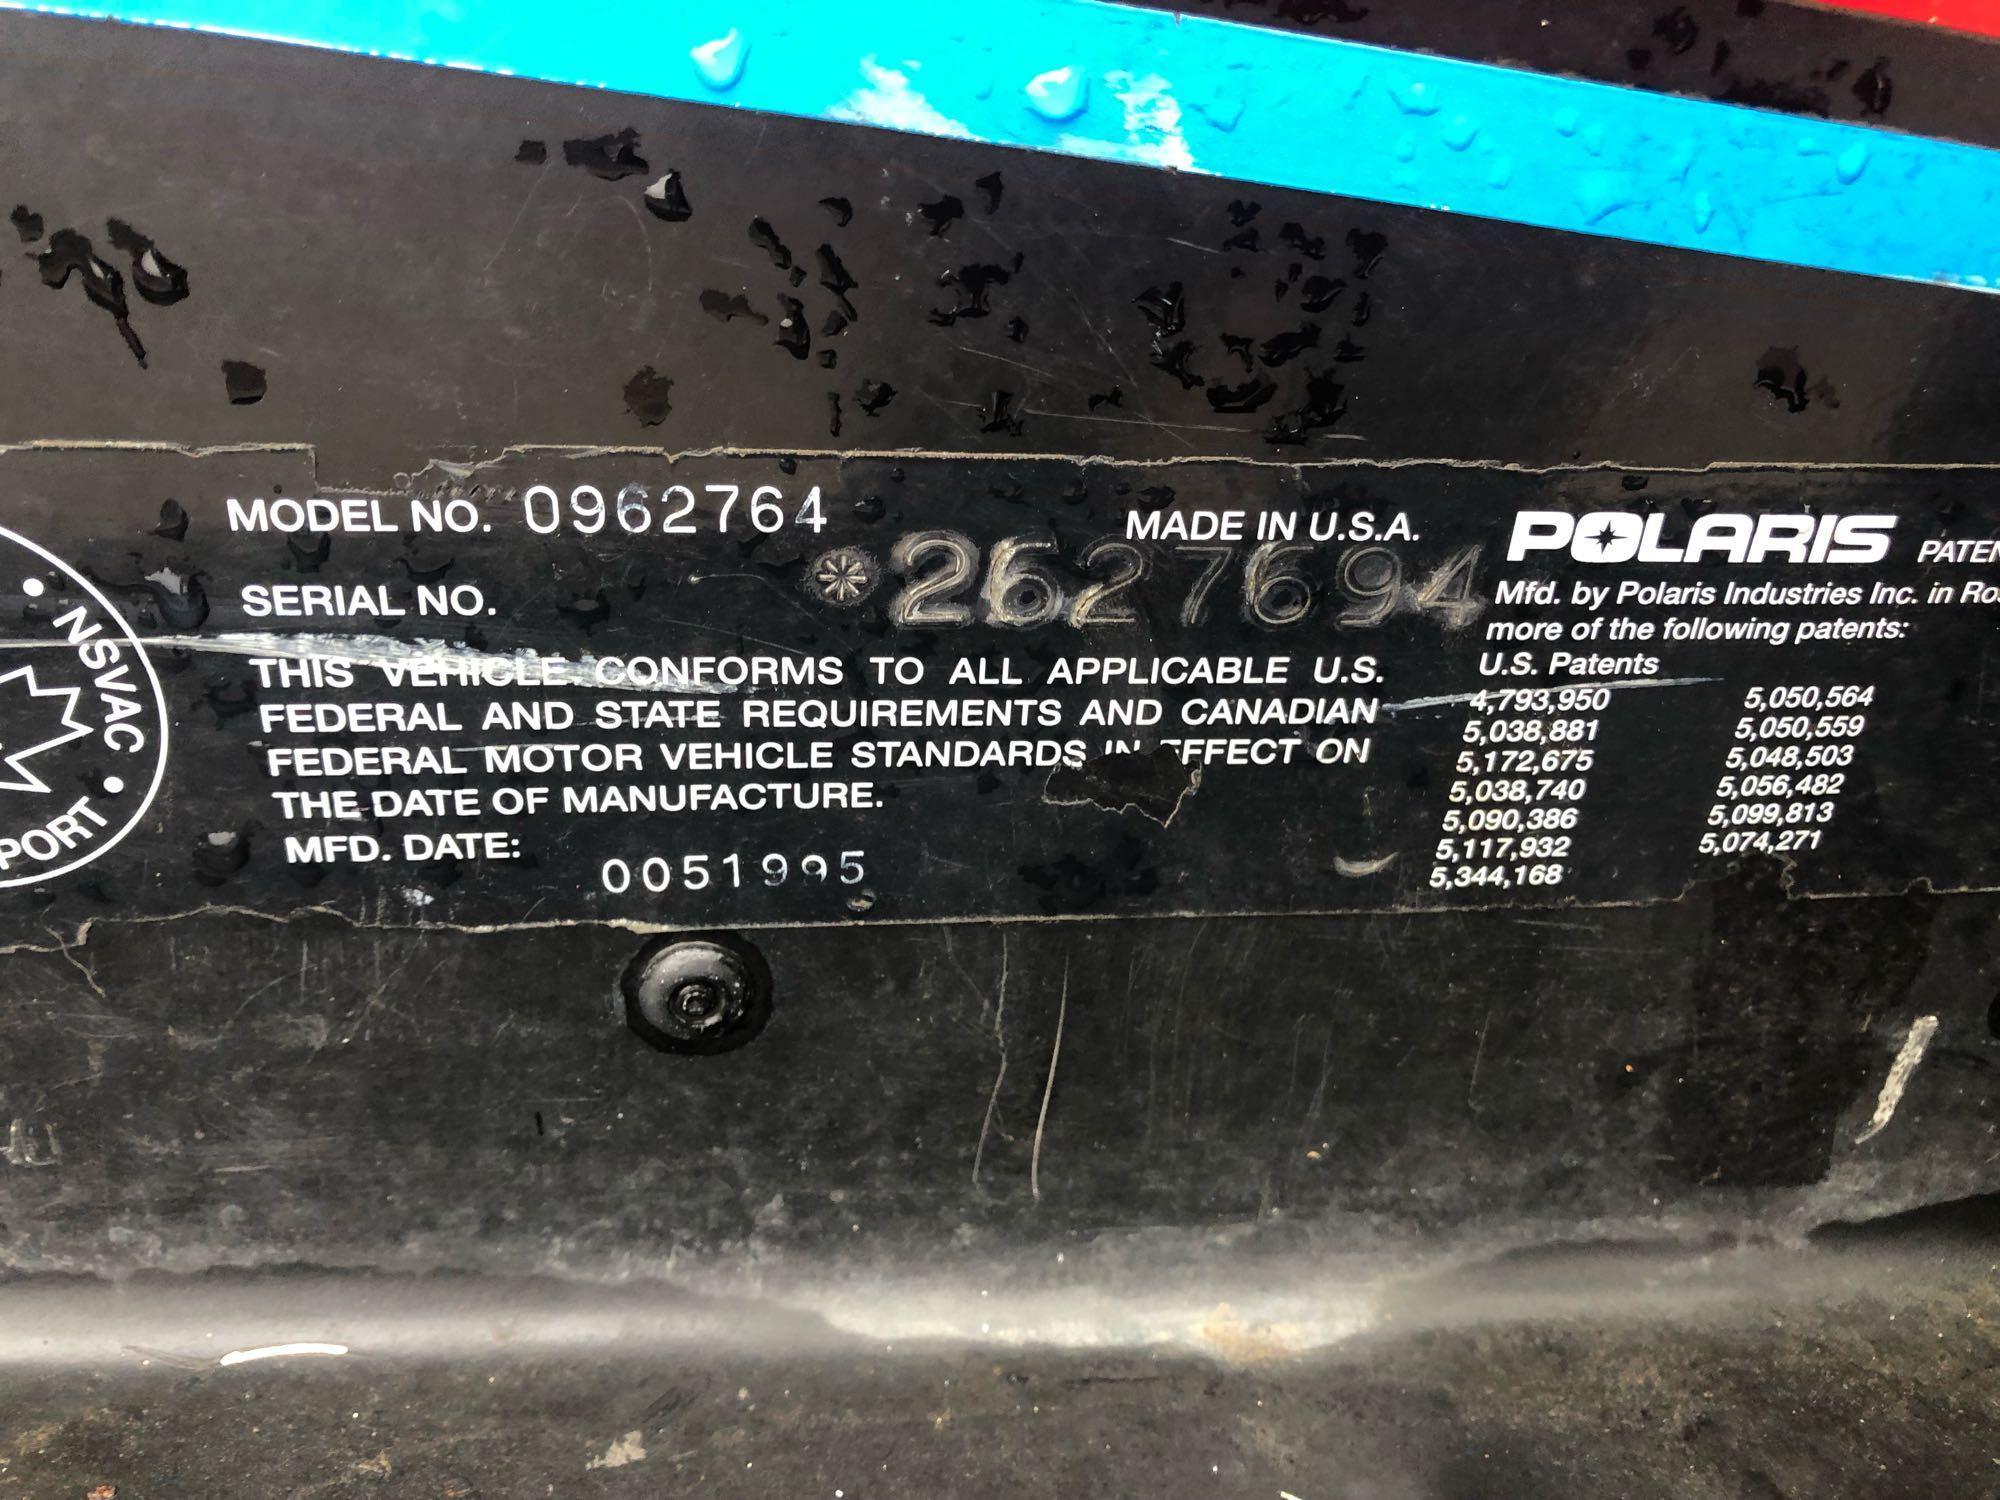 NSVAC
PORT
MODEL NO. 0962764
SERIAL NO. *2627694
THIS VEHICLE CONFORMS TO ALL APPLICABLE U.S.
FEDERAL AND STATE REQUIREMENTS AND CANADIAN
FEDERAL MOTOR VEHICLE STANDARDS IN EFFECT ON
THE DATE OF MANUFACTURE.
MFD. DATE:
0051995
MADE IN U.S.A.
POLARIS PATEN
Mfd. by Polaris Industries Inc. in Ros
more of the following patents:
U.S. Patents
4,793,950 5,050,564
5,038,881 5,050,559
5,172,675 5,048,503
5,038,740 5,056,482
5,090,386 5,099,813
5,117,932 5,074,271
5,344,168